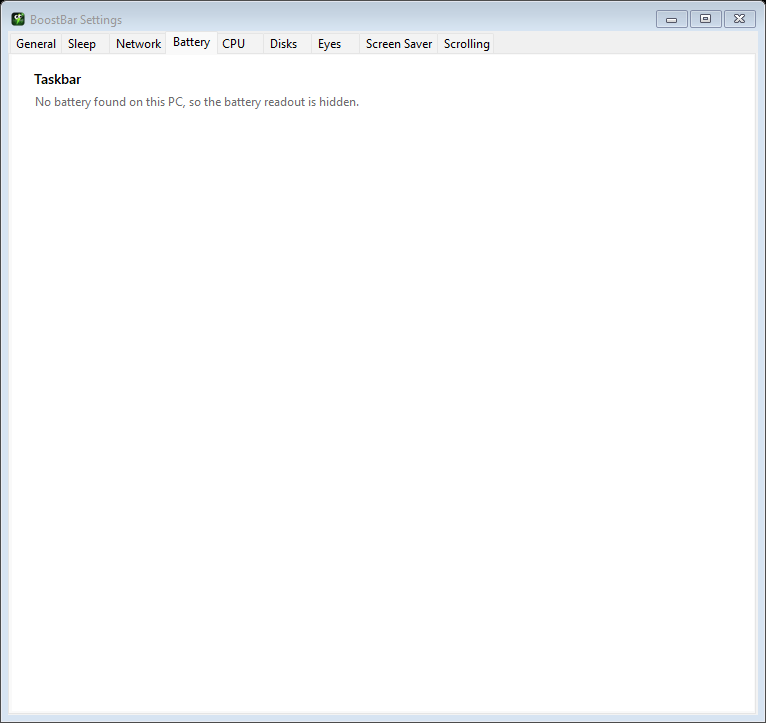 BoostBar Settings
General Sleep Network Battery CPU Disks Eyes Screen Saver Scrolling
Taskbar
No battery found on this PC, so the battery readout is hidden.